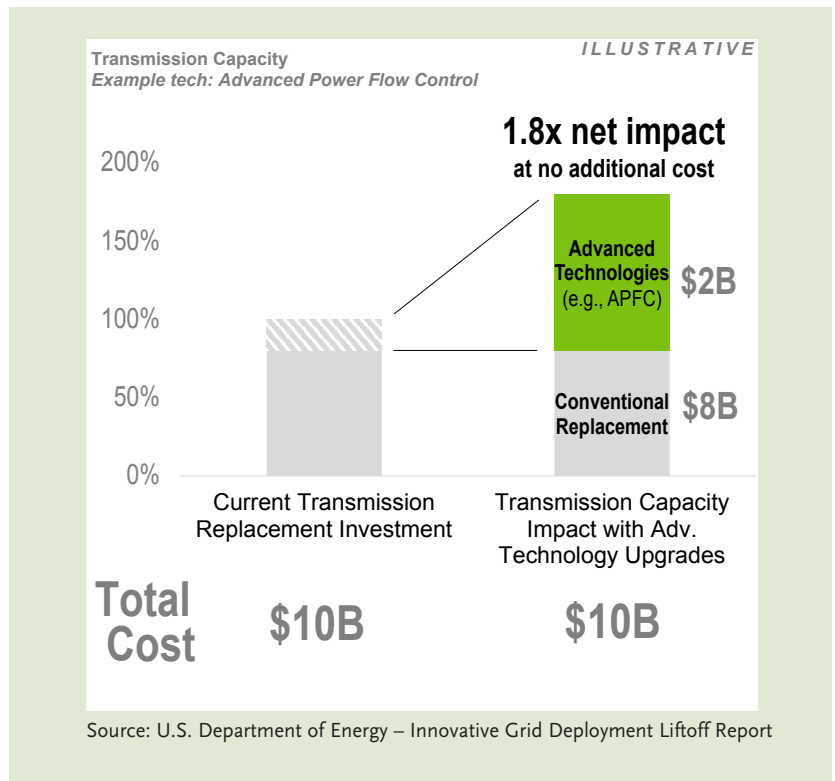 Transmission Capacity
Example tech: Advanced Power Flow Control
ILLUSTRATIVE
1.8x net impact
at no additional cost
200%
150%
100%
50%
0%
Advanced
Technologies
(e.g., APFC)
$2B
Conventional
Replacement
$8B
Current Transmission
Replacement Investment
Transmission Capacity
Impact with Adv.
Technology Upgrades
Total
Cost
$10B
$10B
Source: U.S. Department of Energy – Innovative Grid Deployment Liftoff Report